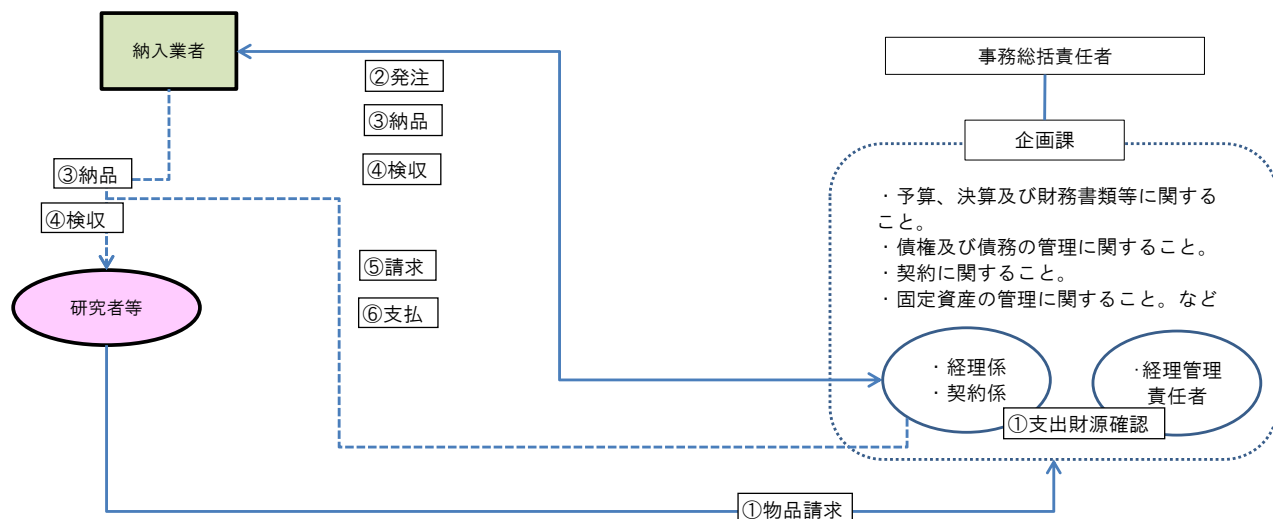 納入業者
②発注
③納品
④検収
⑤請求
⑥支払
③納品
④検収
研究者等
①物品請求
事務総括責任者
企画課
・予算、決算及び財務書類等に関する
こと。
・債権及び債務の管理に関すること。
・契約に関すること。
・固定資産の管理に関すること。など
・経理係
・契約係
・経理管理
責任者
①支出財源確認